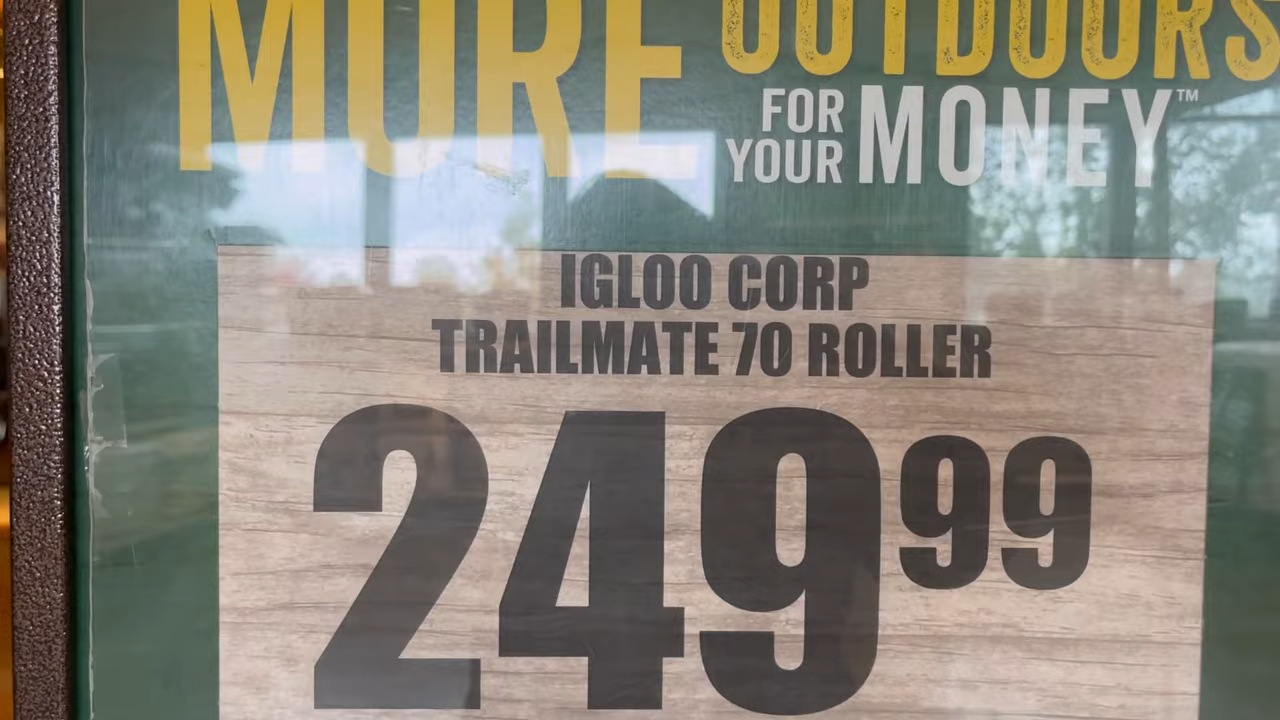 MORE OUTDOORS
FOR YOUR MONEY™
IGLOO CORP
TRAILMATE 70 ROLLER
249 99